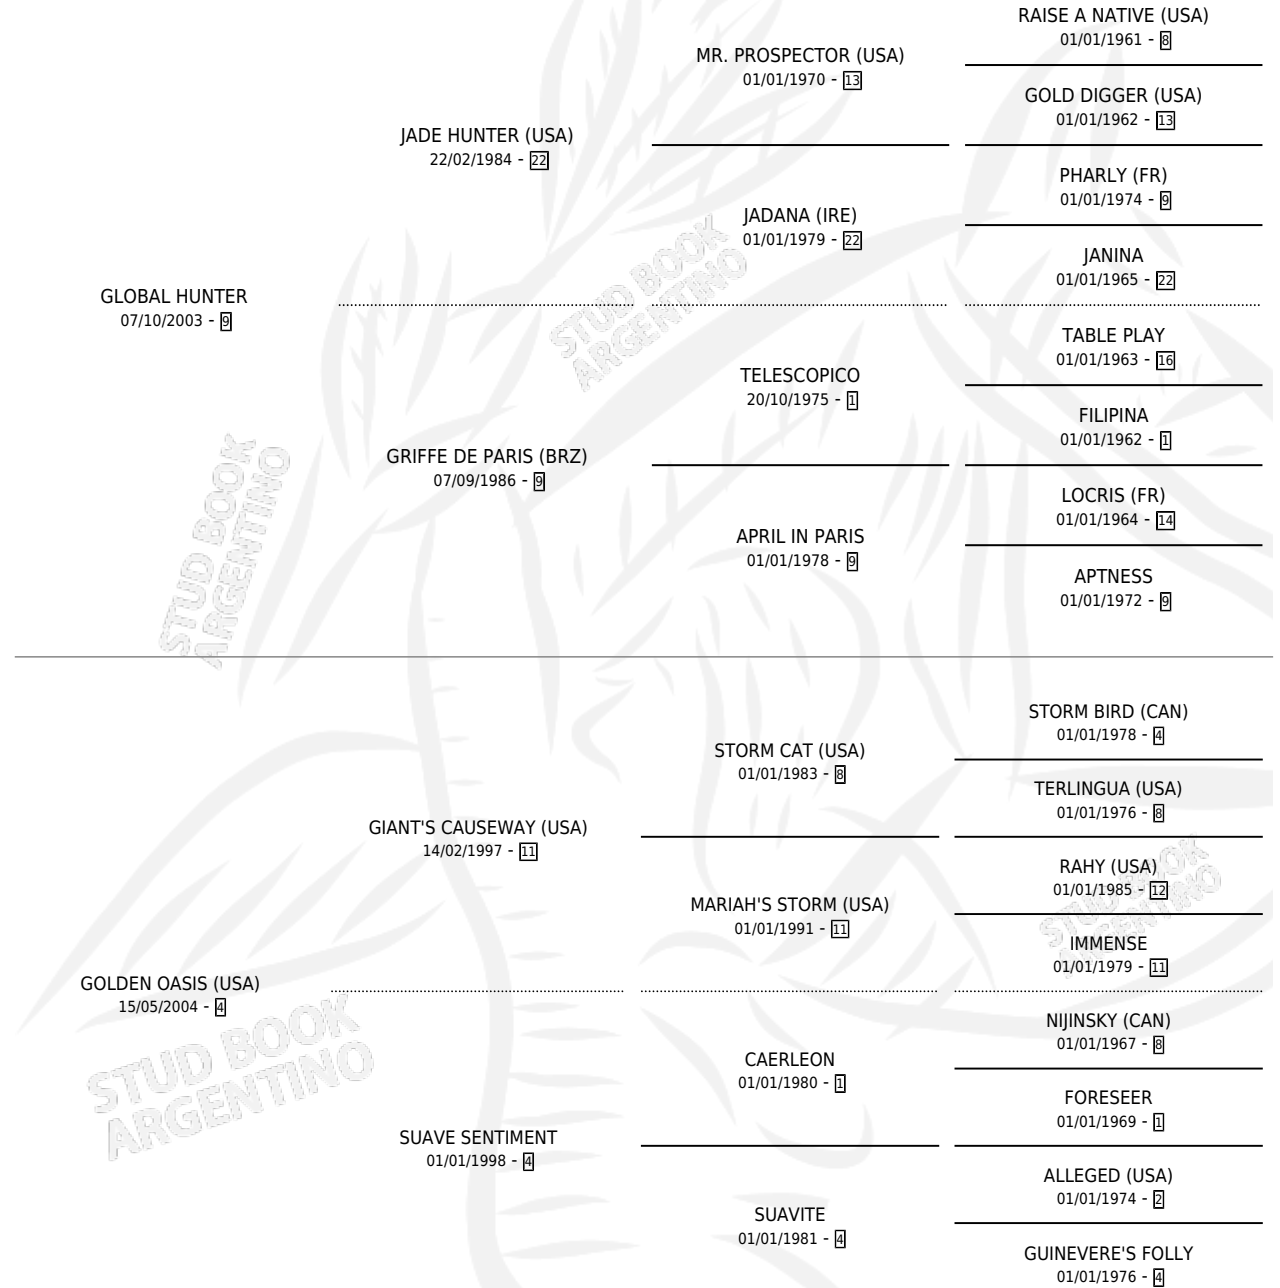 RAISE A NATIVE (USA)
01/01/1961 - 8
MR. PROSPECTOR (USA)
01/01/1970 - 13
GOLD DIGGER (USA)
01/01/1962 - 13
JADE HUNTER (USA)
22/02/1984 - 22
PHARLY (FR)
01/01/1974 - 9
JADANA (IRE)
01/01/1979 - 22
JANINA
01/01/1965 - 22
GLOBAL HUNTER
07/10/2003 - 9
STUD BOOK
ARGENTINO
TABLE PLAY
01/01/1963 - 16
TELESCOPICO
20/10/1975 - 1
FILIPINA
01/01/1962 - 1
GRIFFE DE PARIS (BRZ)
07/09/1986 - 9
LOCRIS (FR)
01/01/1964 - 14
APRIL IN PARIS
01/01/1978 - 9
APTNESS
01/01/1972 - 9
STUD BOOK
ARGENTINO
STORM BIRD (CAN)
01/01/1978 - 4
STORM CAT (USA)
01/01/1983 - 8
TERLINGUA (USA)
01/01/1976 - 8
GIANT'S CAUSEWAY (USA)
14/02/1997 - 11
RAHY (USA)
01/01/1985 - 12
MARIAH'S STORM (USA)
01/01/1991 - 11
STUD BOOK
ARGENTINO
IMMENSE
01/01/1979 - 11
GOLDEN OASIS (USA)
15/05/2004 - 4
NIJINSKY (CAN)
01/01/1967 - 8
CAERLEON
01/01/1980 - 1
STUD BOOK
ARGENTINO
FORESEER
01/01/1969 - 1
SUAVE SENTIMENT
01/01/1998 - 4
ALLEGED (USA)
01/01/1974 - 2
SUAVITE
01/01/1981 - 4
GUINEVERE'S FOLLY
01/01/1976 - 4